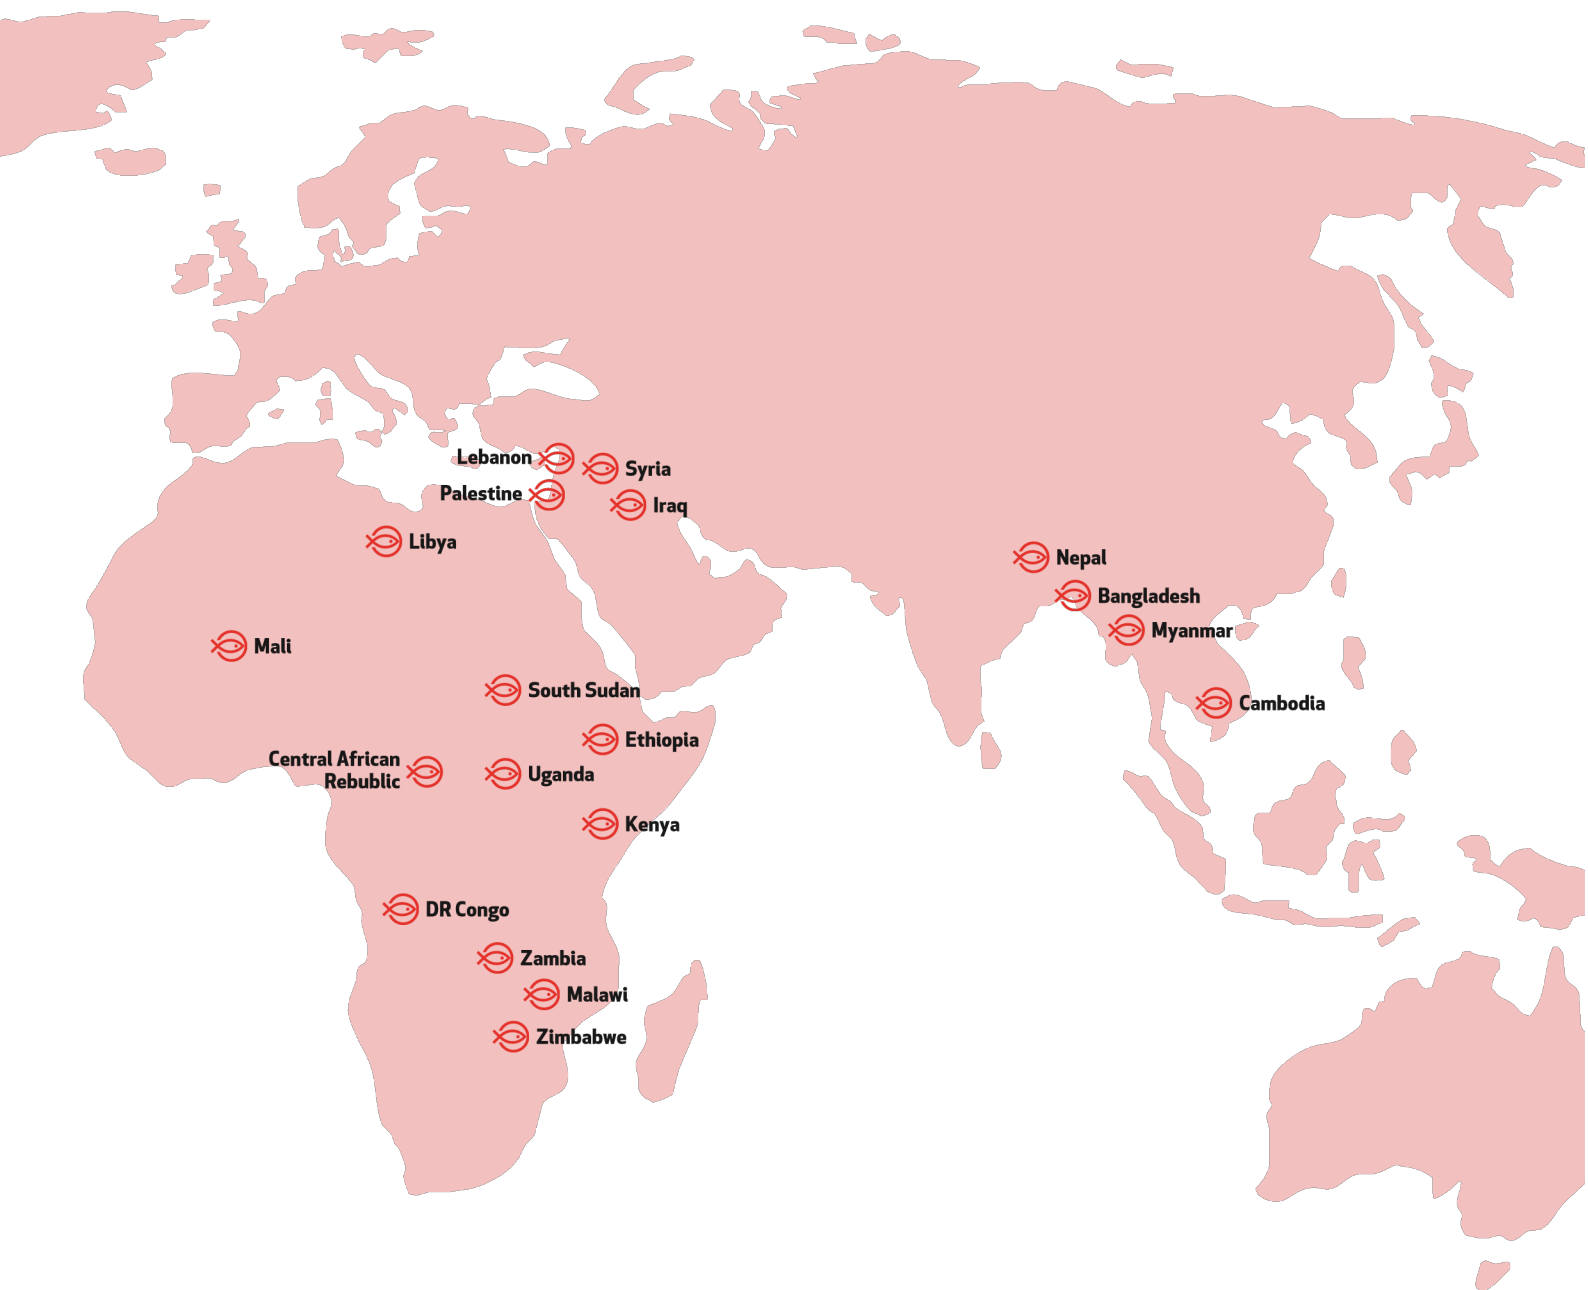 Lebanon
Syria
Palestine
Iraq
Libya
Nepal
Bangladesh
Myanmar
Mali
South Sudan
Cambodia
Ethiopia
Central African
Rebublic
Uganda
Kenya
DR Congo
Zambia
Malawi
Zimbabwe